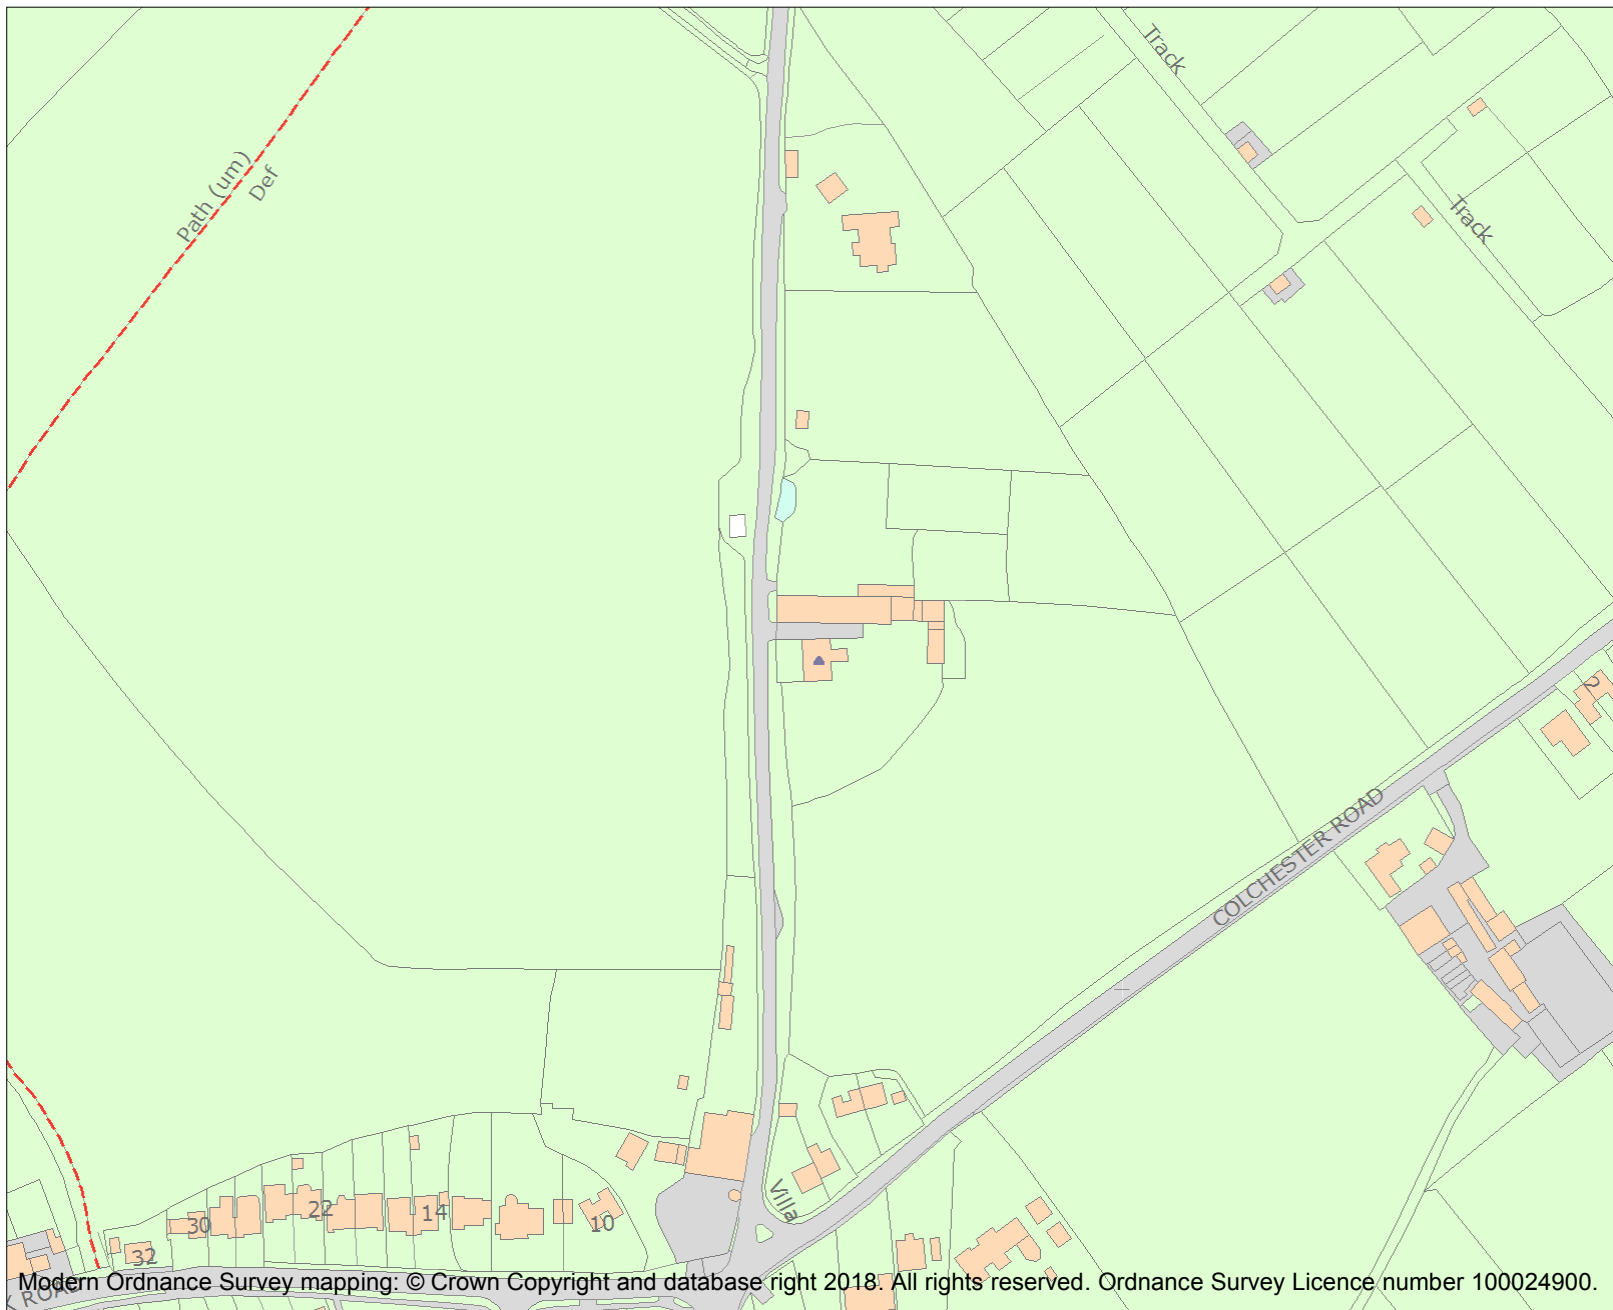 Track
Path (um)
Def
Track
2
COLCHESTER ROAD
Villa
22
14
30
10
32
Modern Ordnance Survey mapping: © Crown Copyright and database right 2018. All rights reserved. Ordnance Survey Licence number 100024900.
ROAD